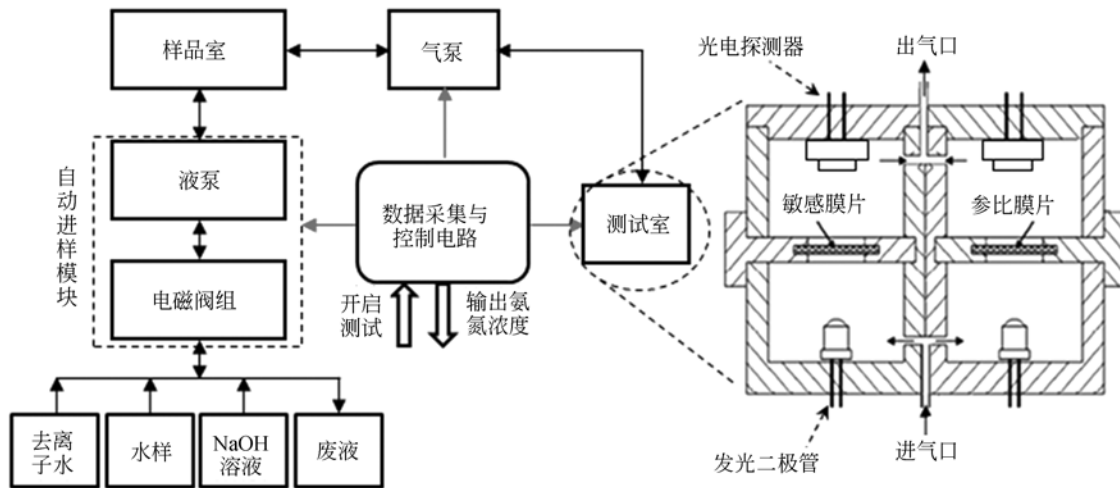 样品室
气泵
光电探测器
出气口
自动进样模块
液泵
数据采集与
控制电路
测试室
敏感膜片
参比膜片
电磁阀组
开启
测试
输出氨
氮浓度
去离
子水
水样
NaOH
溶液
废液
发光二极管
进气口